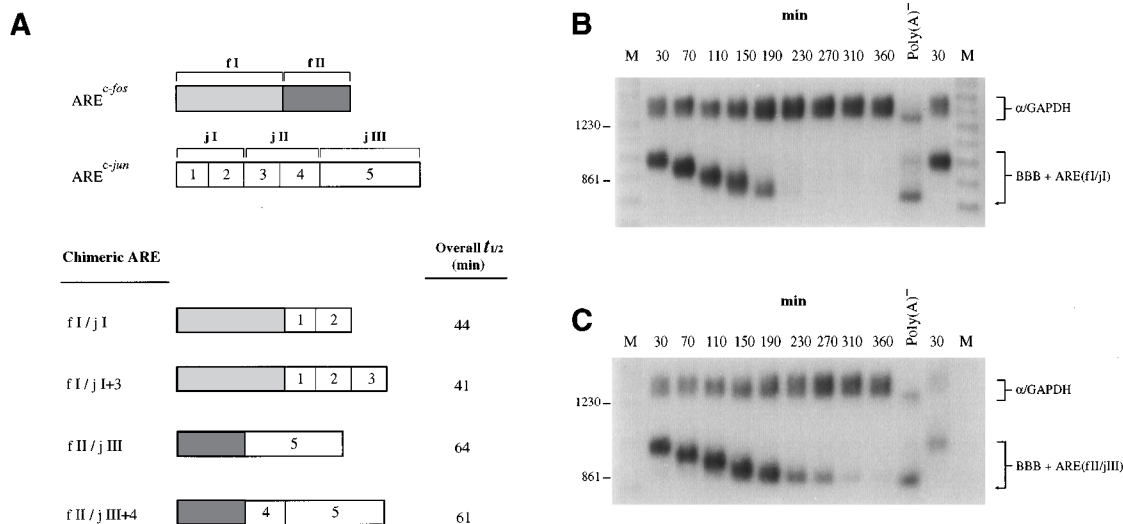 A
f I f II
ARE c-fos
j I j II j III
ARE c-jun
1 2 3 4 5
Chimeric ARE
Overall t1/2 (min)
f I / j I
1 2
44
f I / j I+3
1 2 3
41
f II / j III
5
64
f II / j III+4
4 5
61
B
min
M 30 70 110 150 190 230 270 310 360 Poly(A)− 30 M
1230
861
α/GAPDH
BBB + ARE(fI/jI)
C
min
M 30 70 110 150 190 230 270 310 360 Poly(A)− 30 M
1230
861
α/GAPDH
BBB + ARE(fII/jIII)